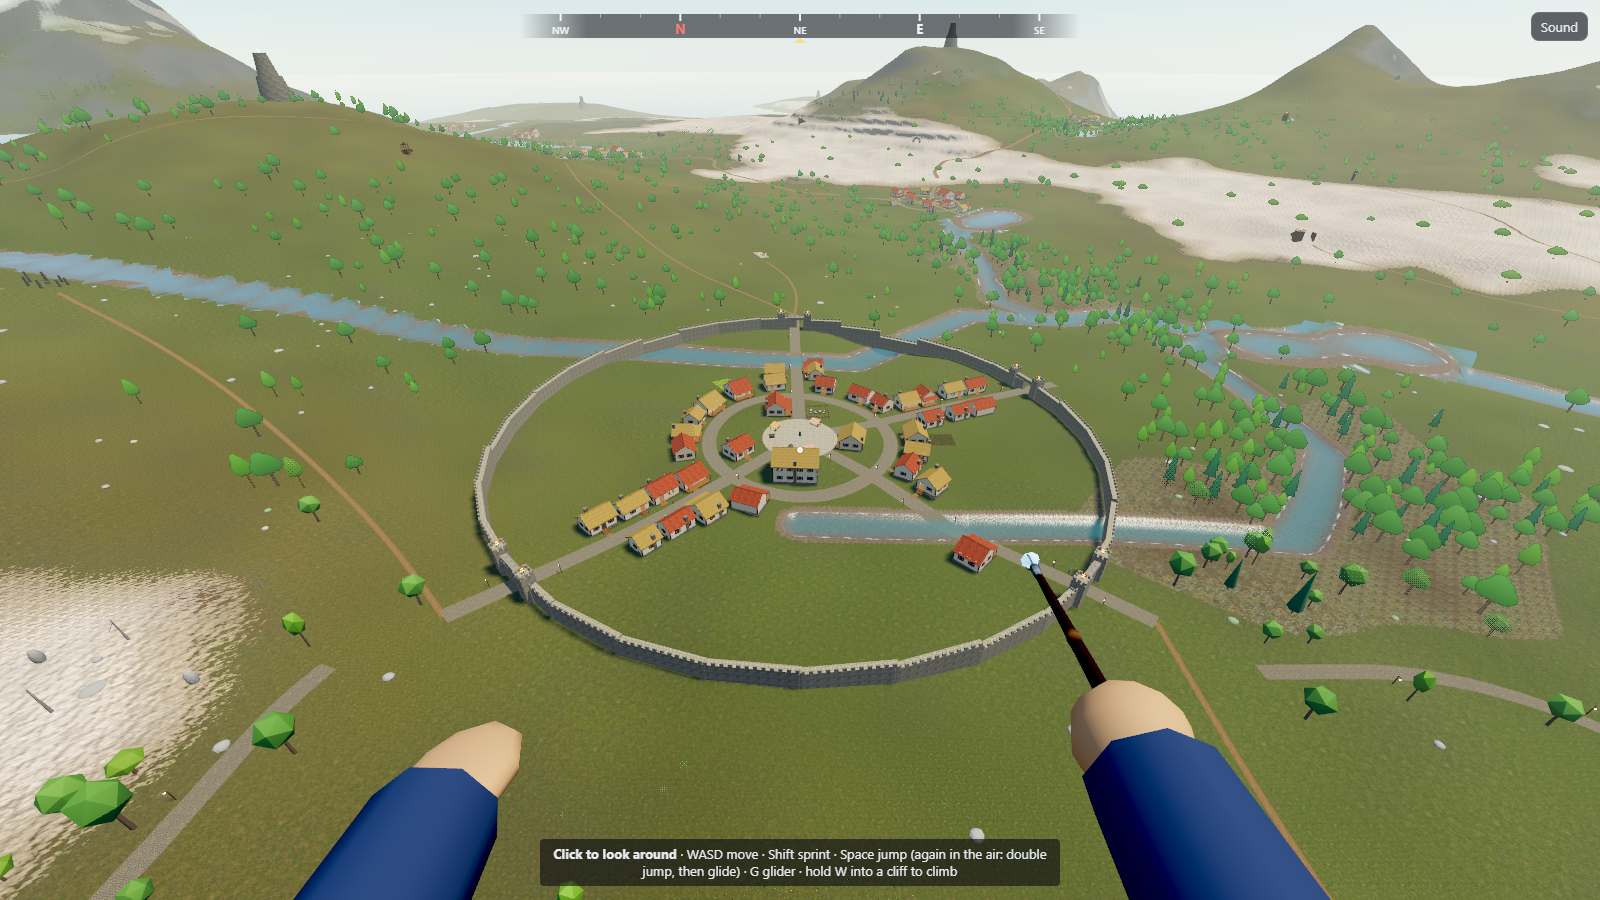 NW N NE E SE
Sound
Click to look around · WASD move · Shift sprint · Space jump (again in the air: double
jump, then glide) · G glider · hold W into a cliff to climb